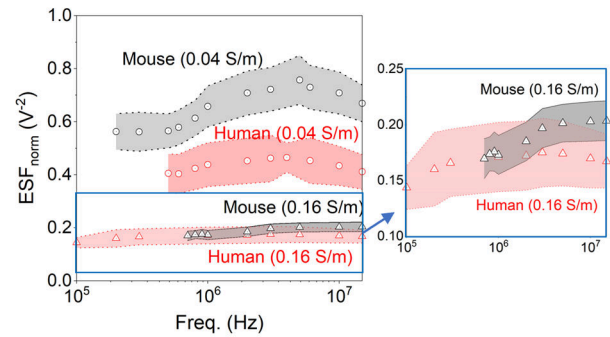 1.0
0.8
0.6
0.4
0.2
0.0
ESFnorm (V-2)
Mouse (0.04 S/m)
Human (0.04 S/m)
Mouse (0.16 S/m)
Human (0.16 S/m)
10^5
10^6
10^7
Freq. (Hz)
0.25
0.20
0.15
0.10
Mouse (0.16 S/m)
Human (0.16 S/m)
10^5
10^6
10^7